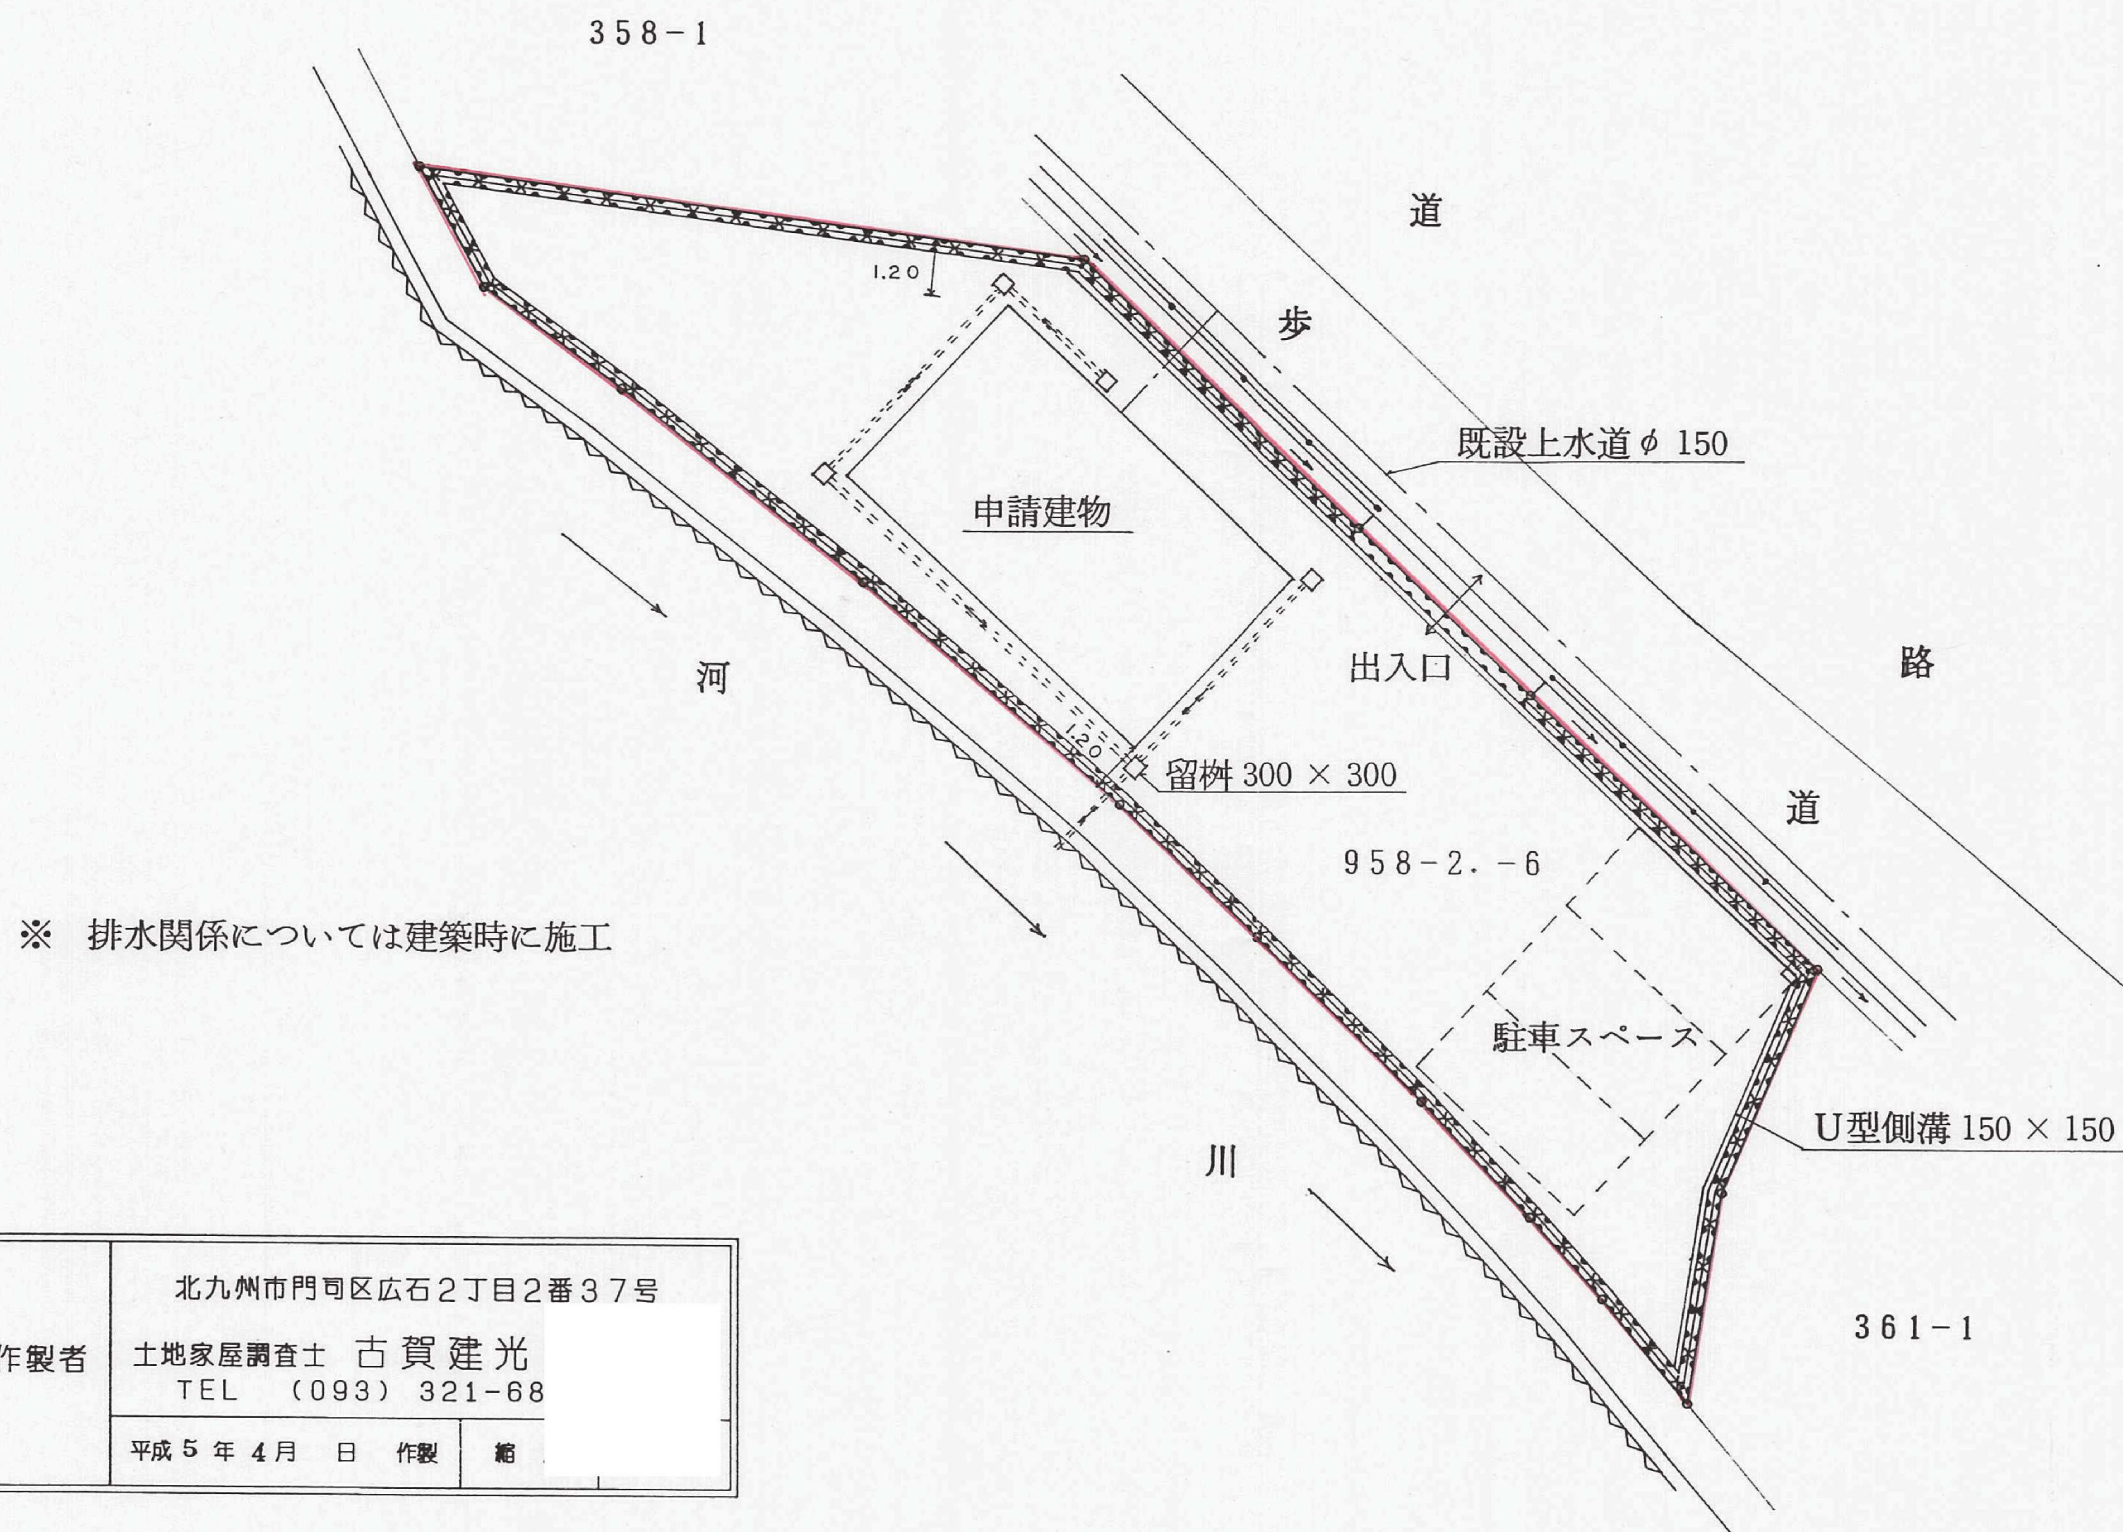 358-1
道
歩
1.20
既設上水道φ 150
申請建物
出入口
路
河
1.20
留桝 300 × 300
道
958-2.-6
※ 排水関係については建築時に施工
駐車スペース
U型側溝 150 × 150
川
361-1
北九州市門司区広石2丁目2番37号
作製者
土地家屋調査士 古賀建光
TEL (093) 321-68
平成 5 年 4 月 日 作製 縮